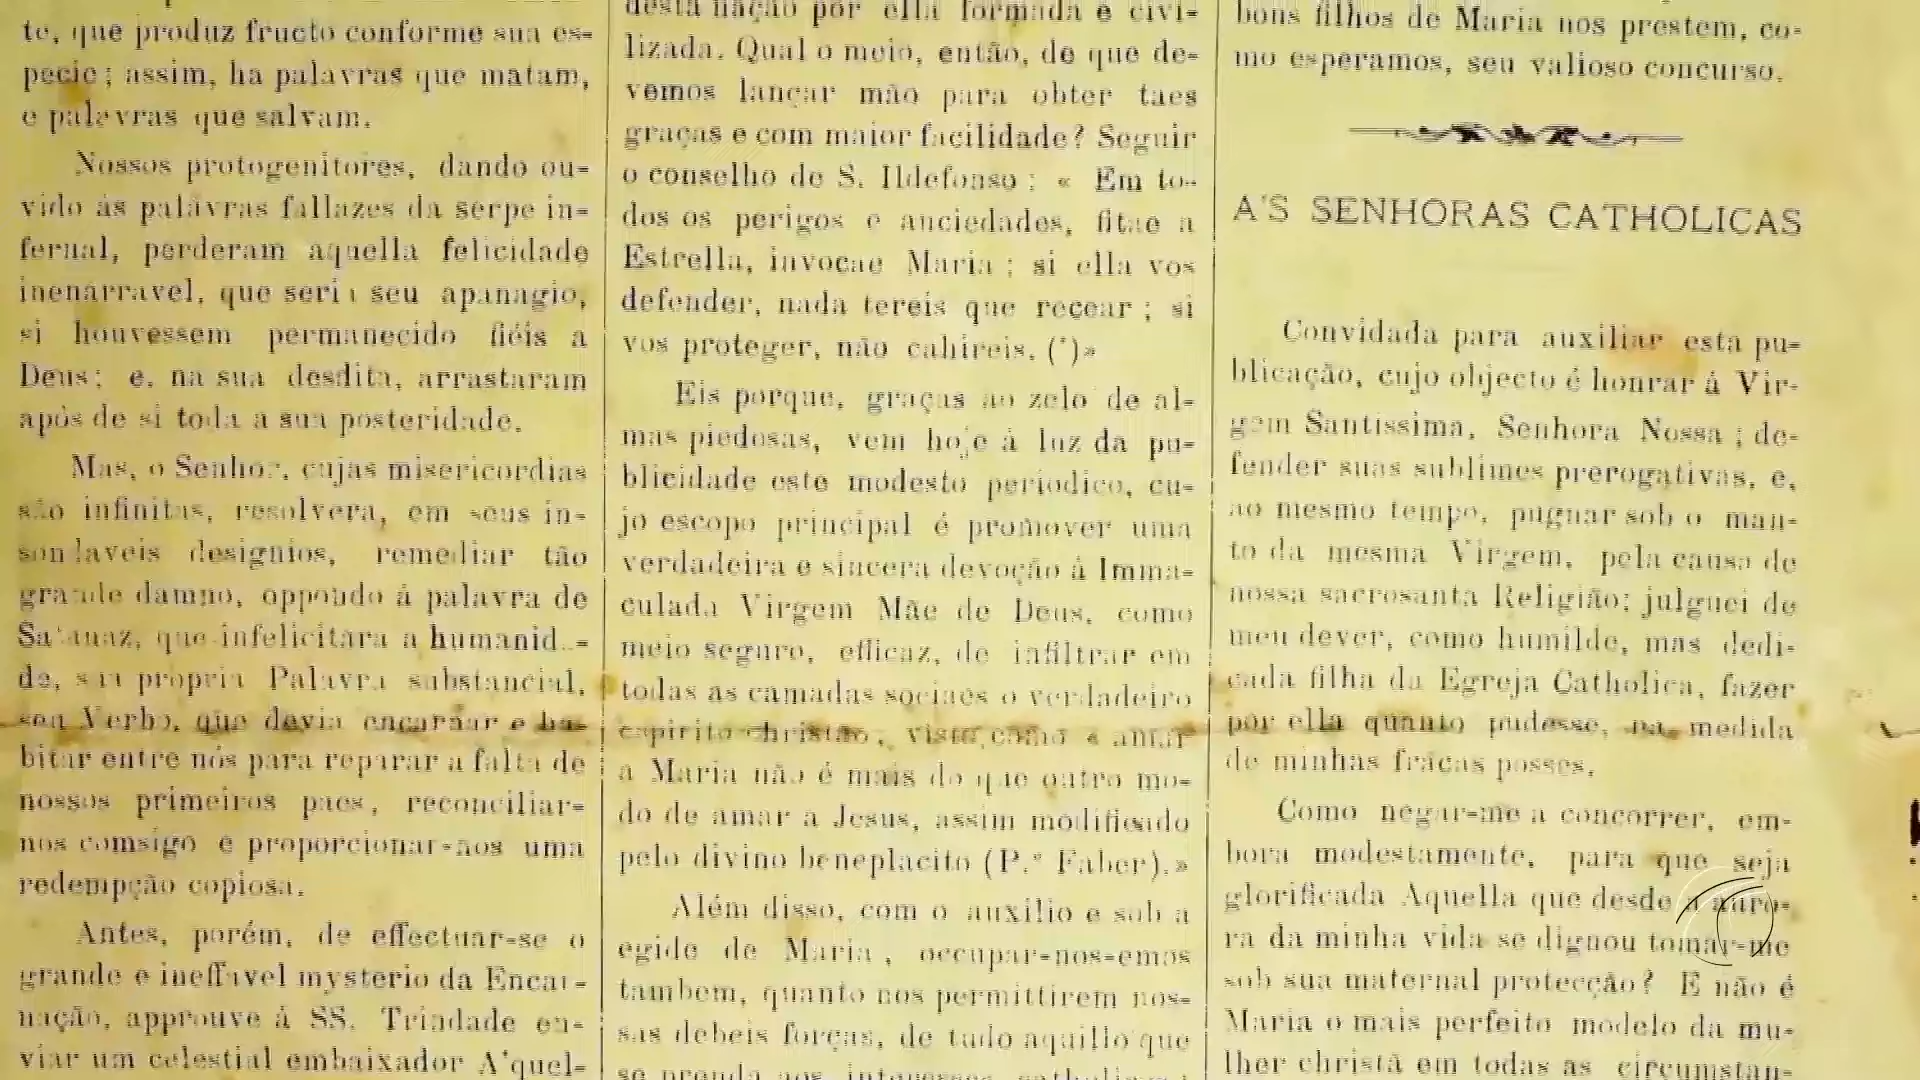 te, que produz fructo conforme sua es-
pecie; assim, ha palavras que matam,
e palavras que salvam.
Nossos protogenitores, dando ou-
vido ás palavras fallazes da serpe in-
fernal, perderam aquella felicidade
inenarravel, que seria seu apanagio,
si houvessem permanecido fiéis a
Deus; e, na sua desdita, arrastaram
após de si toda a sua posteridade.
Mas, o Senhor, cujas misericordias
são infinitas, resolvera, em seus in-
sondaveis designios, remediar tão
grande damno, oppondo á palavra de
Satanaz, que infelicitára a humanida-
de, sua propria Palavra substancial,
seu Verbo, que devia encarnar e ha-
bitar entre nós para reparar a falta de
nossos primeiros paes, reconciliar-
nos comsigo e proporcionar-nos uma
redempção copiosa.
Antes, porém, de effectuar-se o
grande e ineffavel mysterio da Encar-
nação, approuve á SS. Trindade en-
viar um celestial embaixador A'quel-
desta nação por ella formada e civi-
lizada. Qual o meio, então, de que de-
vemos lançar mão para obter taes
graças e com maior facilidade? Seguir
o conselho de S. Ildefonso: « Em to-
dos os perigos e anciedades, fitae a
Estrella, invocae Maria; si ella vos
defender, nada tereis que recear; si
vos proteger, não cahireis. (*)»
Eis porque, graças ao zelo de al-
mas piedosas, vem hoje á luz da pu-
blicidade este modesto periodico, cu-
jo escopo principal é promover uma
verdadeira e sincera devoção á Imma-
culada Virgem Mãe de Deus, como
meio seguro, efficaz, de infiltrar em
todas as camadas sociaes o verdadeiro
espirito christão, visto como « amar
a Maria não é mais do que outro mo-
do de amar a Jesus, assim modificado
pelo divino beneplacito (P.e Faber).»
Além disso, com o auxilio e sob a
egide de Maria, occupar-nos-emos
tambem, quanto nos permittirem nos-
sas debeis forças, de tudo aquillo que
se prenda aos interesses
bons filhos de Maria nos prestem, co-
mo esperamos, seu valioso concurso.
A'S SENHORAS CATHOLICAS
Convidada para auxiliar esta pu-
blicação, cujo objecto é honrar á Vir-
gem Santissima, Senhora Nossa; de-
fender suas sublimes prerogativas, e,
ao mesmo tempo, pugnar sob o man-
to da mesma Virgem, pela causa de
nossa sacrosanta Religião; julguei de
meu dever, como humilde, mas dedi-
cada filha da Egreja Catholica, fazer
por ella quanto pudesse, na medida
de minhas fracas posses.
Como negar-me a concorrer, em-
bora modestamente, para que seja
glorificada Aquella que desde a auro-
ra da minha vida se dignou tomar-me
sob sua maternal protecção? E não é
Maria o mais perfeito modelo da mu-
lher christã em todas as circumstan-